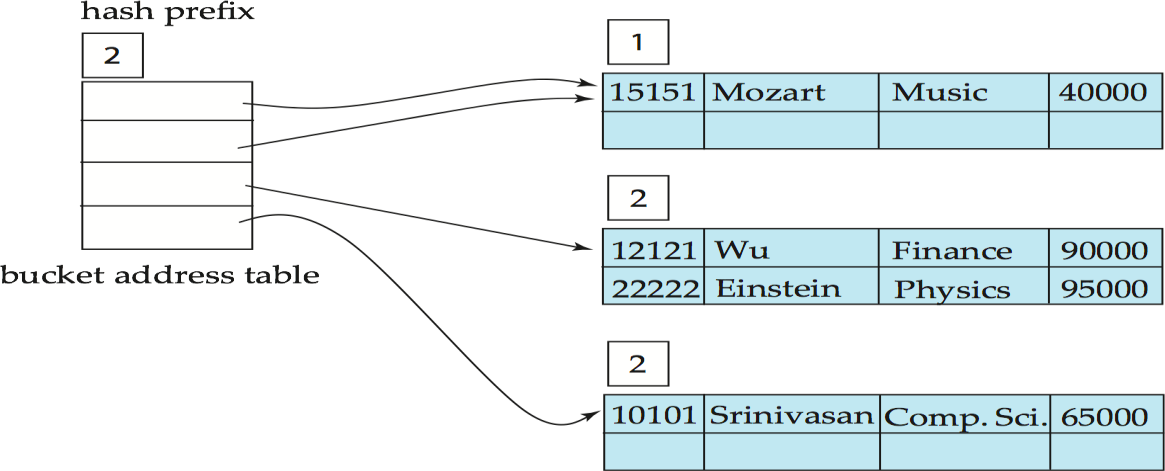 hash prefix
2
bucket address table
1
15151 Mozart Music 40000
2
12121 Wu Finance 90000
22222 Einstein Physics 95000
2
10101 Srinivasan Comp. Sci. 65000